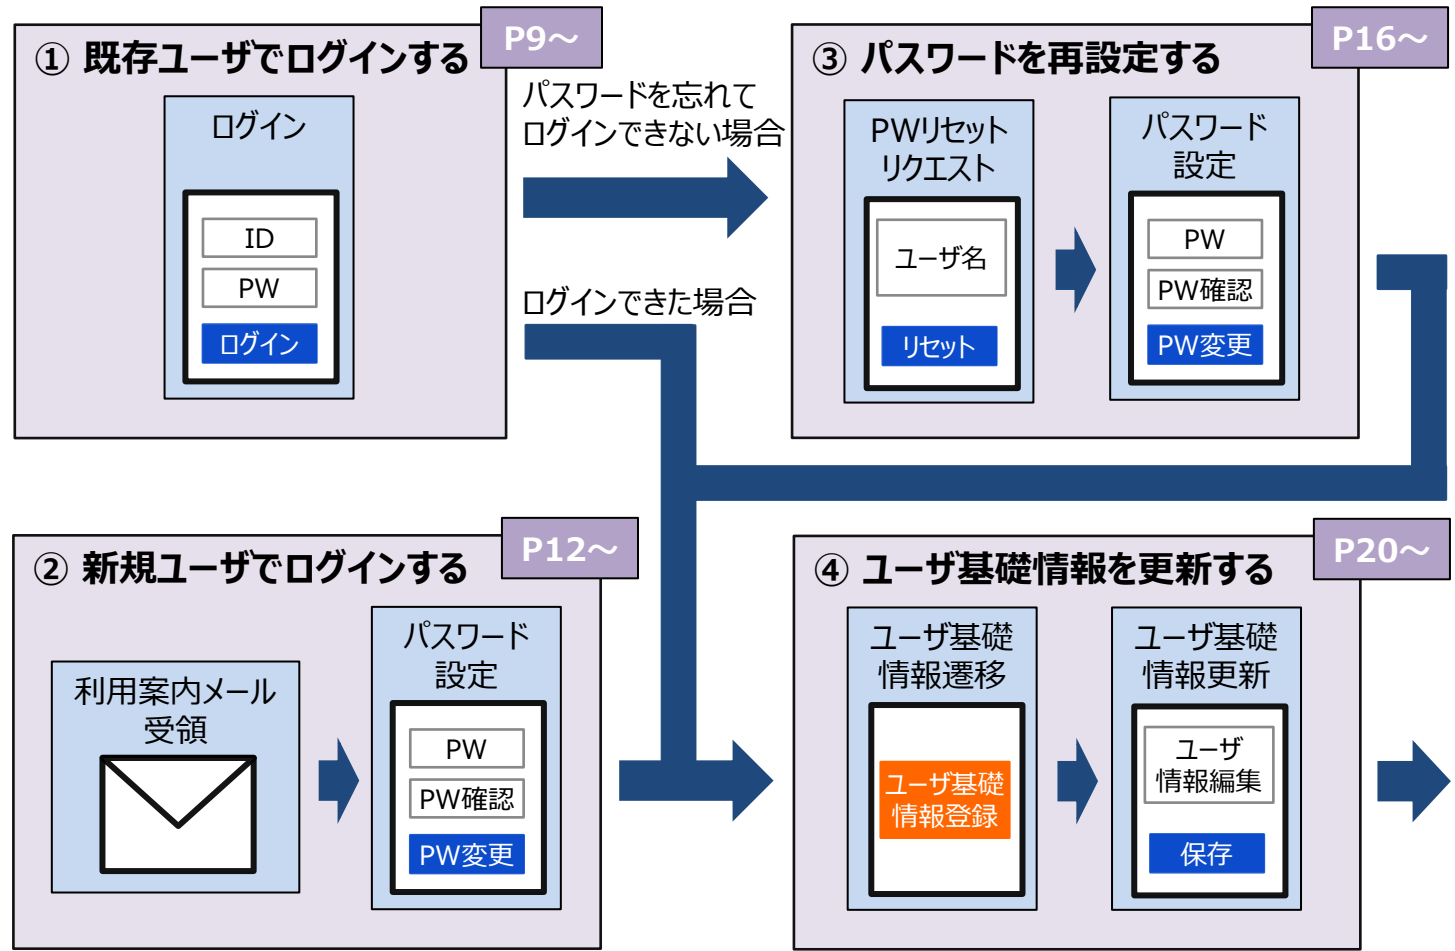 ① 既存ユーザでログインする
P9～
ログイン
ID
PW
ログイン
パスワードを忘れて
ログインできない場合
ログインできた場合
③ パスワードを再設定する
P16～
PWリセット
リクエスト
ユーザ名
リセット
パスワード
設定
PW
PW確認
PW変更
② 新規ユーザでログインする
P12～
利用案内メール
受領
パスワード
設定
PW
PW確認
PW変更
④ ユーザ基礎情報を更新する
P20～
ユーザ基礎
情報遷移
ユーザ基礎
情報登録
ユーザ基礎
情報更新
ユーザ
情報編集
保存